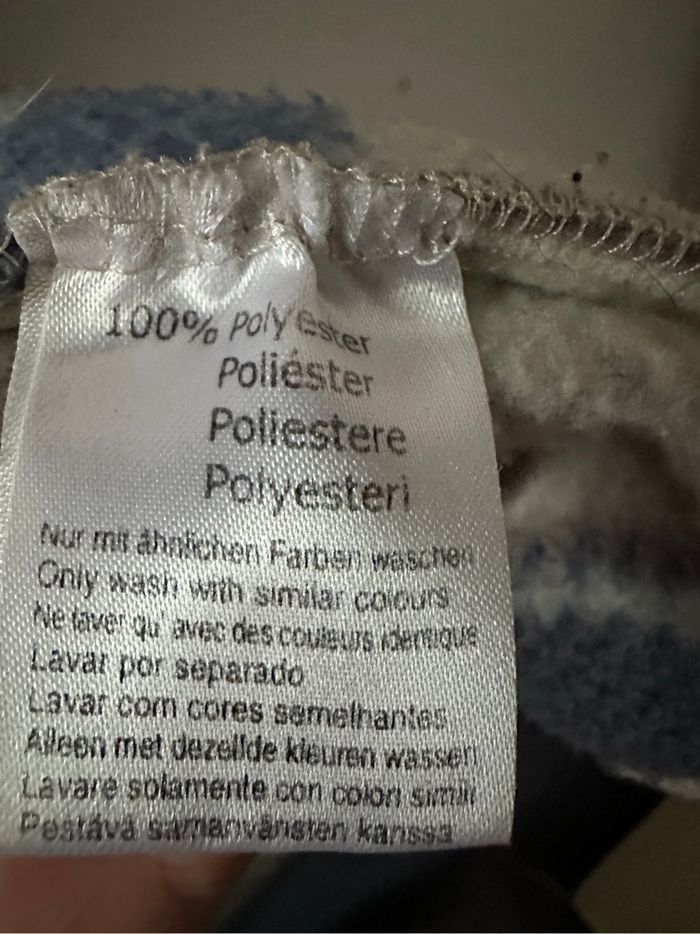 100% Polyester
Poliéster
Poliestere
Polyesteri
Nur mit ähnlichen Farben waschen
Only wash with similar colours
Ne laver qu'avec des couleurs identique
Lavar por separado
Lavar com cores semelhantes
Alleen met dezelfde kleuren wassen
Lavare solamente con colori simili
Pestävä samanväristen kanssa